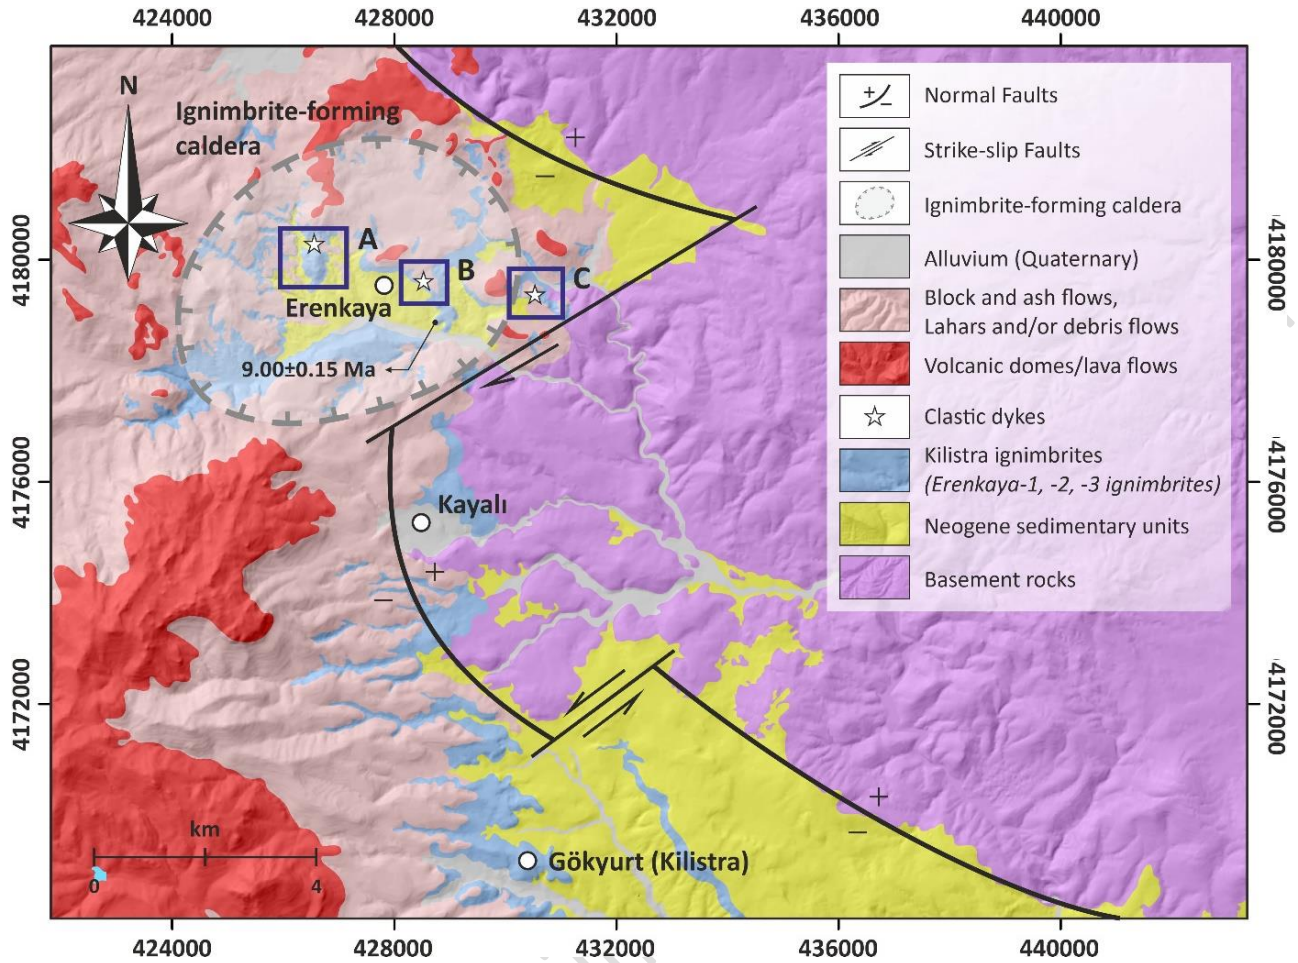 424000 428000 432000 436000 440000
N
Ignimbrite-forming
caldera
+
−
A
B
C
Erenkaya
9.00±0.15 Ma
Kayalı
+
−
+
−
km
0 4
Gökyurt (Kilistra)
4180000
4176000
4172000
+
−
Normal Faults
Strike-slip Faults
Ignimbrite-forming caldera
Alluvium (Quaternary)
Block and ash flows,
Lahars and/or debris flows
Volcanic domes/lava flows
Clastic dykes
Kilistra ignimbrites
(Erenkaya-1, -2, -3 ignimbrites)
Neogene sedimentary units
Basement rocks
4180000
4176000
4172000
424000 428000 432000 436000 440000